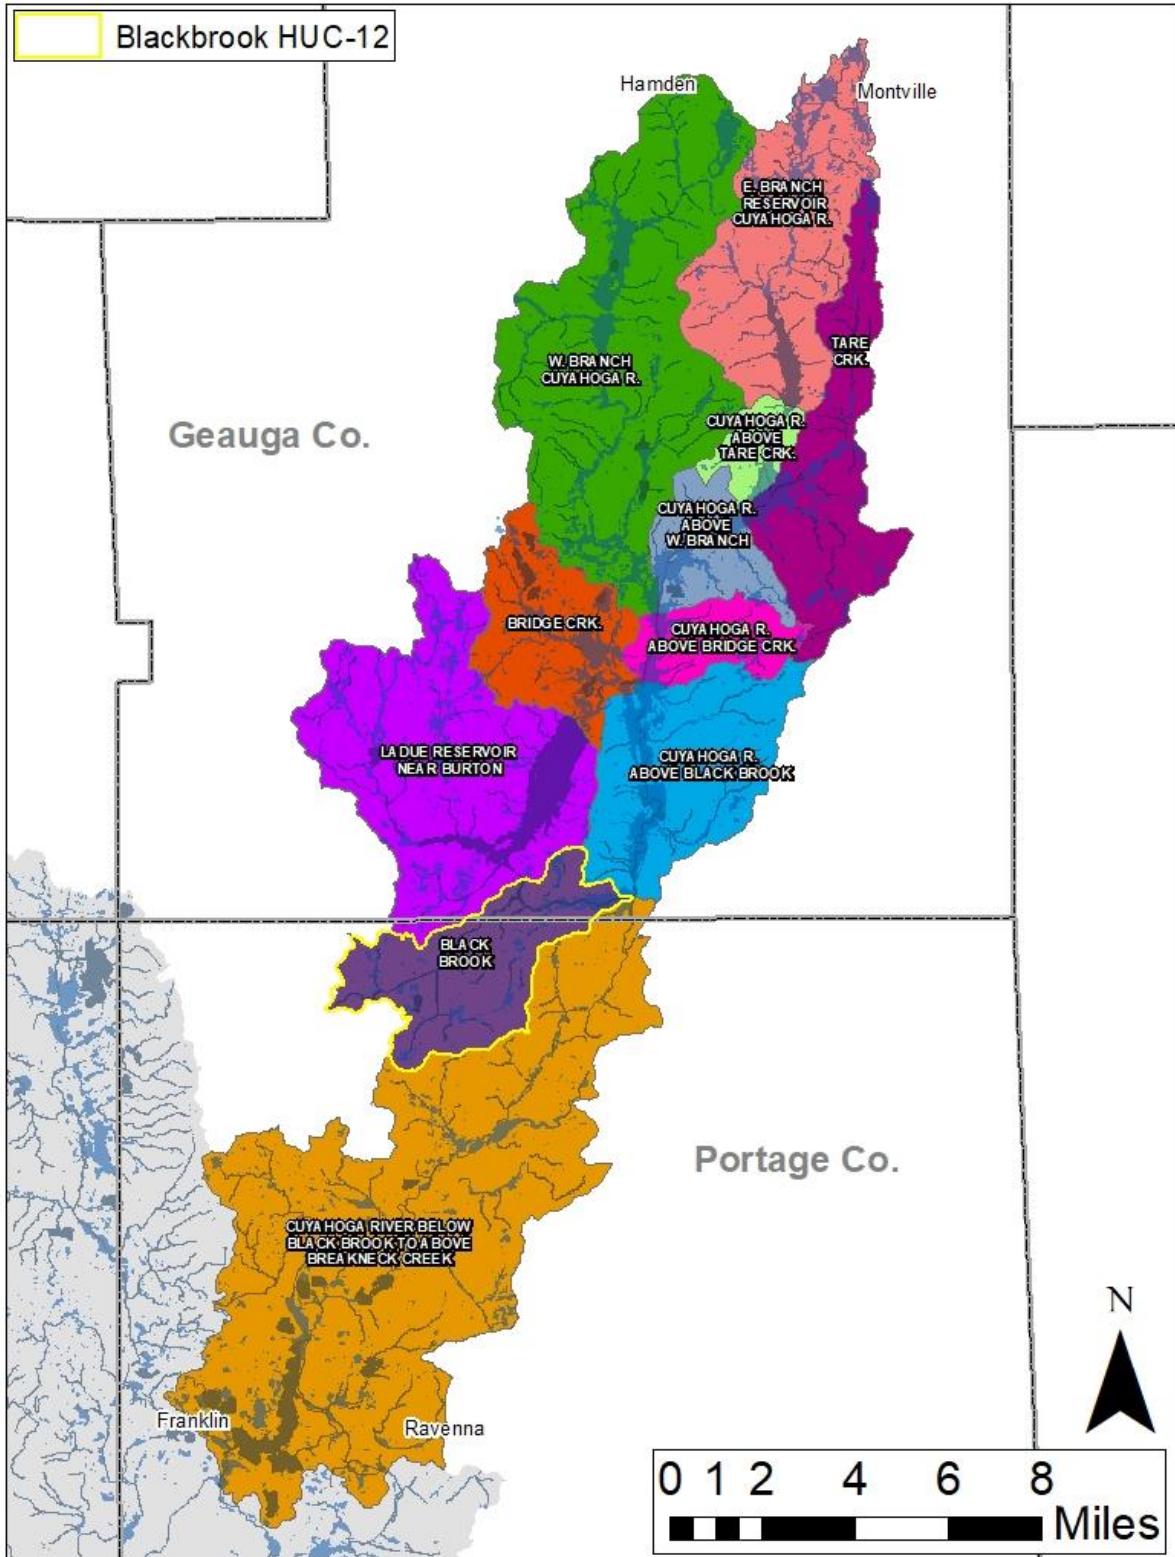 Blackbrook HUC-12
Hamden
Montville
E. BRANCH
RESERVOIR
CUYAHOGA R.
TARE
CRK.
W. BRANCH
CUYAHOGA R.
CUYAHOGA R.
ABOVE
TARE CRK.
Geauga Co.
CUYAHOGA R.
ABOVE
W. BRANCH
BRIDGE CRK.
CUYAHOGA R.
ABOVE BRIDGE CRK.
LADUE RESERVOIR
NEAR BURTON
CUYAHOGA R.
ABOVE BLACK BROOK
BLACK
BROOK
Portage Co.
CUYAHOGA RIVER BELOW
BLACK BROOK TO ABOVE
BREAKNECK CREEK
N
Franklin
Ravenna
0 1 2 4 6 8
Miles